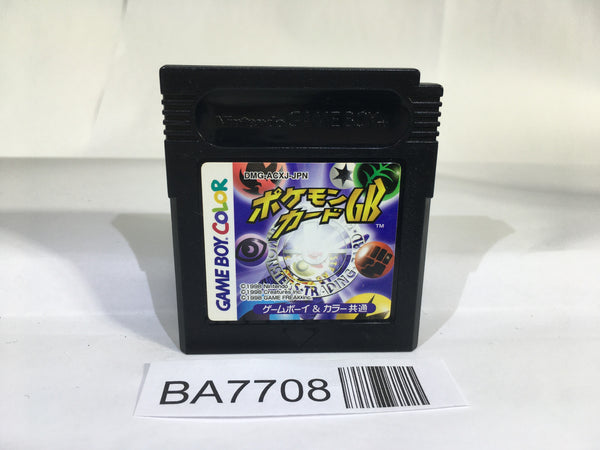 Nintendo GAME BOY
DMG-ACXJ-JPN
ポケモン
カードGB
TM
GAME BOY COLOR
©1998 Nintendo
©1998 Creatures inc.
©1998 GAME FREAK inc.
ゲームボーイ & カラー共通
BA7708